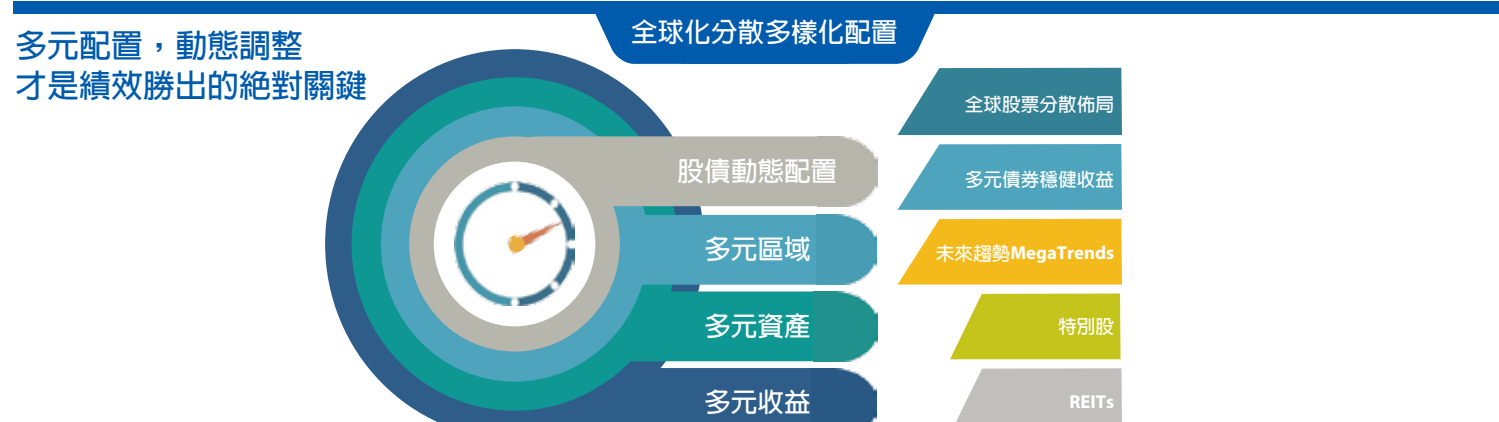 全球化分散多樣化配置
多元配置，動態調整
才是績效勝出的絕對關鍵
股債動態配置
多元區域
多元資產
多元收益
全球股票分散佈局
多元債券穩健收益
未來趨勢MegaTrends
特別股
REITs